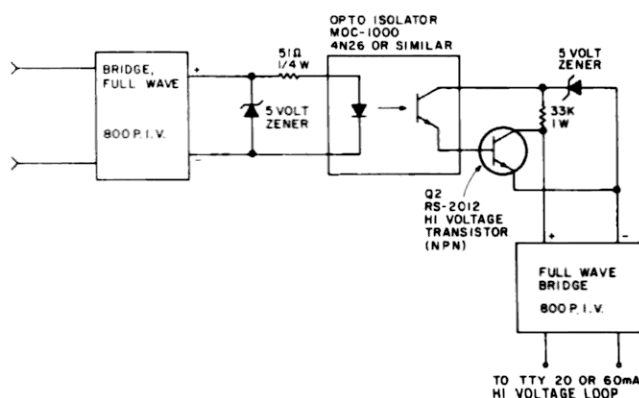 OPTO ISOLATOR
MOC-1000
4N26 OR SIMILAR
51Ω
1/4 W
5 VOLT
ZENER
BRIDGE,
FULL WAVE
800 P.I.V.
+
-
5 VOLT
ZENER
33K
1W
Q2
RS-2012
HI VOLTAGE
TRANSISTOR
(NPN)
+
-
FULL WAVE
BRIDGE
800 P.I.V.
TO TTY 20 OR 60mA
HI VOLTAGE LOOP